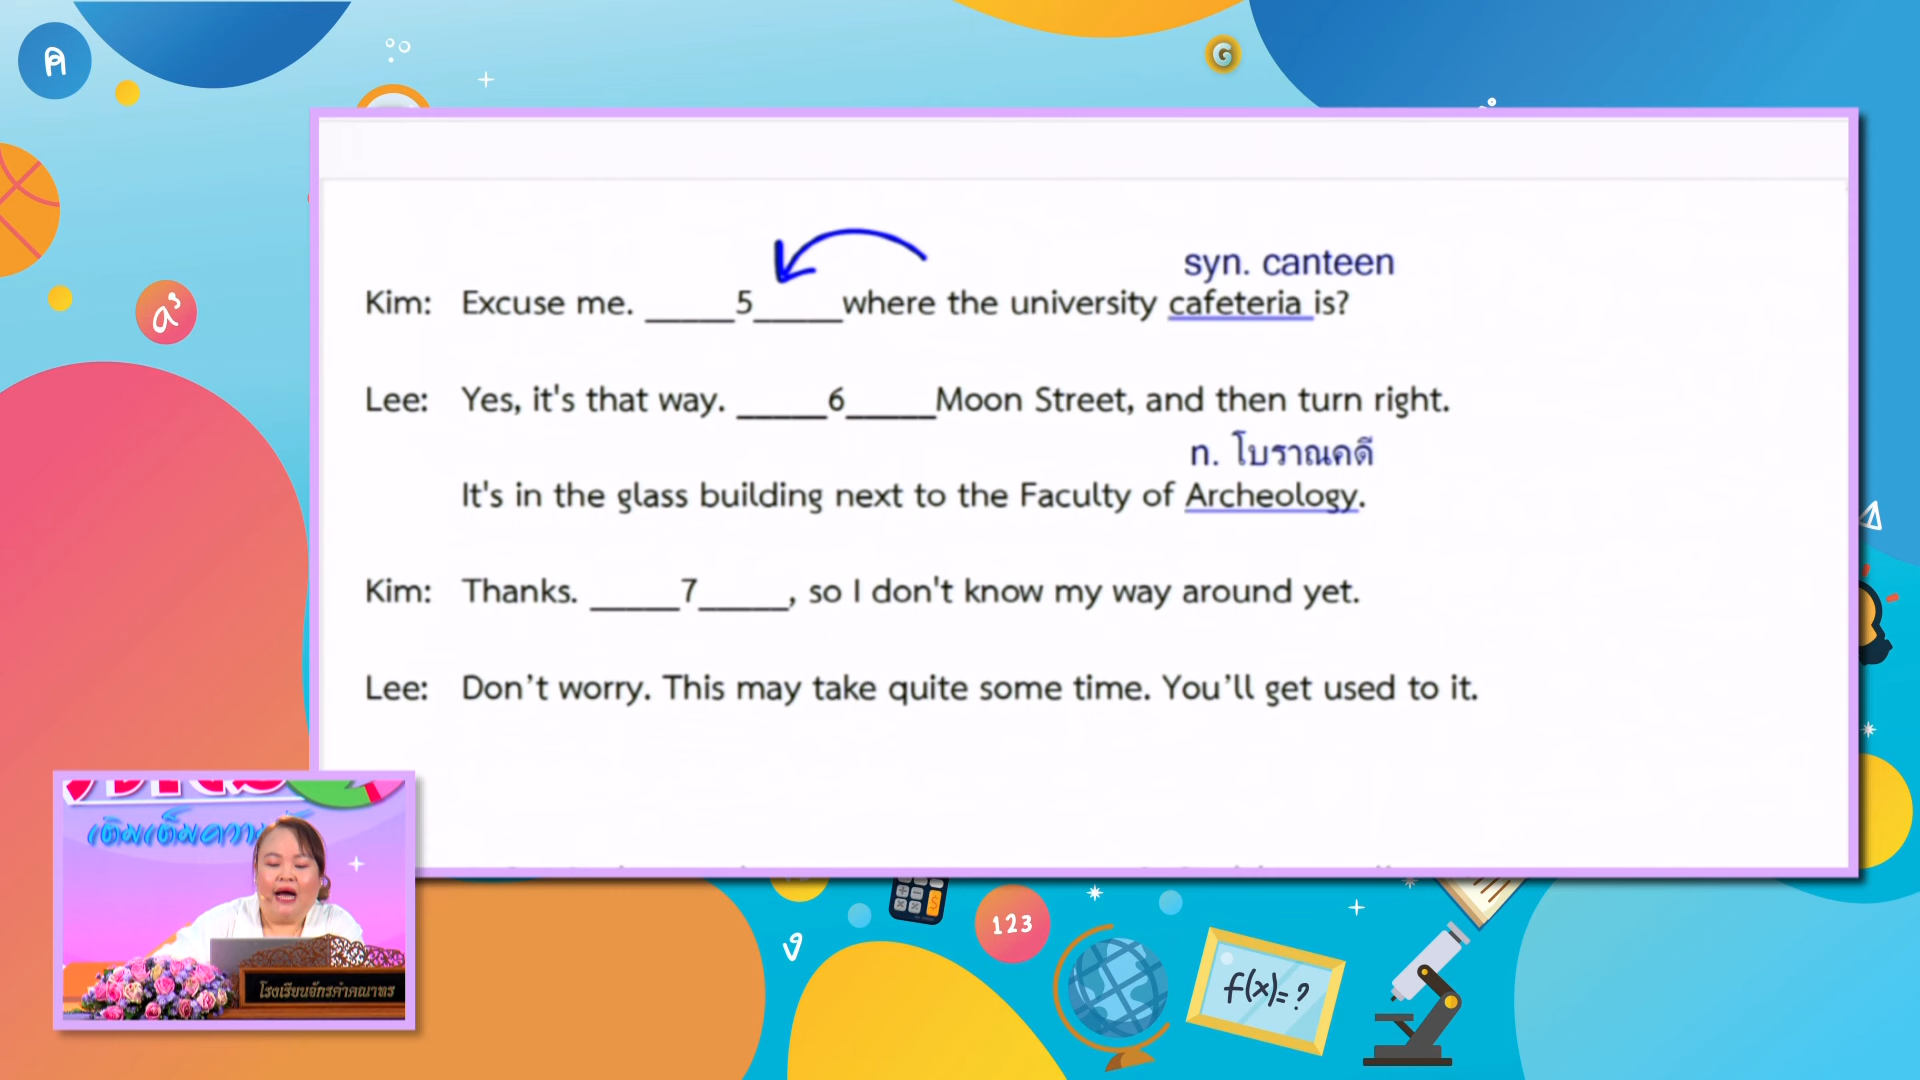 ค
G
a³
syn. canteen
Kim: Excuse me. _____5_____where the university cafeteria is?
Lee: Yes, it's that way. _____6_____Moon Street, and then turn right.
n. โบราณคดี
It's in the glass building next to the Faculty of Archeology.
Kim: Thanks. _____7_____, so I don't know my way around yet.
Lee: Don’t worry. This may take quite some time. You’ll get used to it.
โรงเรียนจักรคำคณาทร
123
f(x)=?